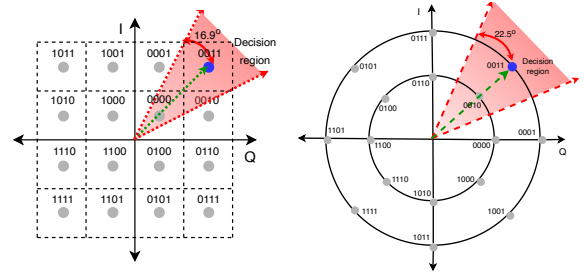 I
16.9°
Decision
region
1011 1001 0001 0011
1010 1000 0000 0010
Q
1110 1100 0100 0110
1111 1101 0101 0111
I
0111
22.5°
0101
0011
Decision
region
0110
0100
0010
1101
1100
0000
0001
Q
1110
1000
1010
1111
1001
1011